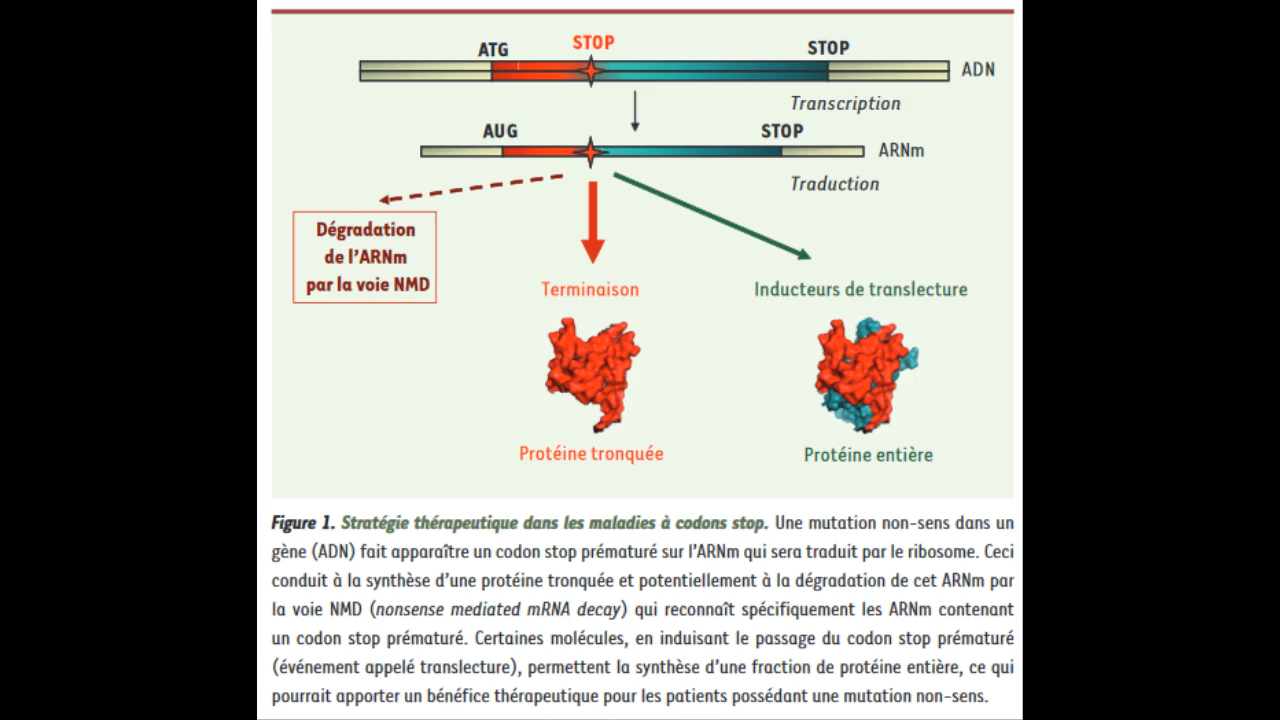 STOP
ATG
STOP
ADN
Transcription
AUG
STOP
ARNm
Traduction
Dégradation
de l'ARNm
par la voie NMD
Terminaison
Inducteurs de translecture
Protéine tronquée
Protéine entière
Figure 1. Stratégie thérapeutique dans les maladies à codons stop. Une mutation non-sens dans un
gène (ADN) fait apparaître un codon stop prématuré sur l'ARNm qui sera traduit par le ribosome. Ceci
conduit à la synthèse d'une protéine tronquée et potentiellement à la dégradation de cet ARNm par
la voie NMD (nonsense mediated mRNA decay) qui reconnaît spécifiquement les ARNm contenant
un codon stop prématuré. Certaines molécules, en induisant le passage du codon stop prématuré
(événement appelé translecture), permettent la synthèse d'une fraction de protéine entière, ce qui
pourrait apporter un bénéfice thérapeutique pour les patients possédant une mutation non-sens.